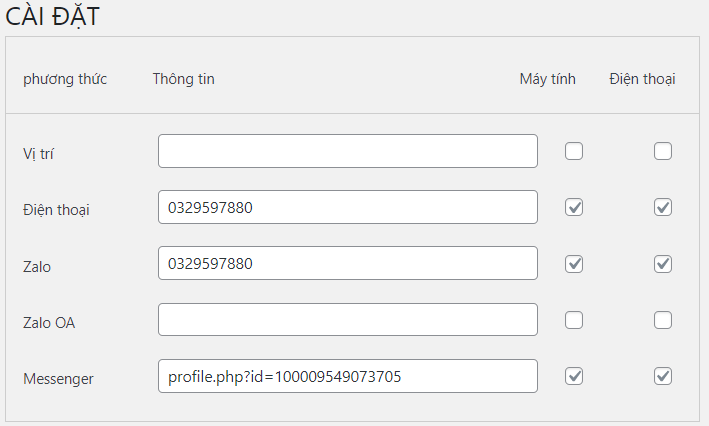 CÀI ĐẶT
phương thức Thông tin Máy tính Điện thoại
Vị trí
Điện thoại 0329597880
Zalo 0329597880
Zalo OA
Messenger profile.php?id=100009549073705